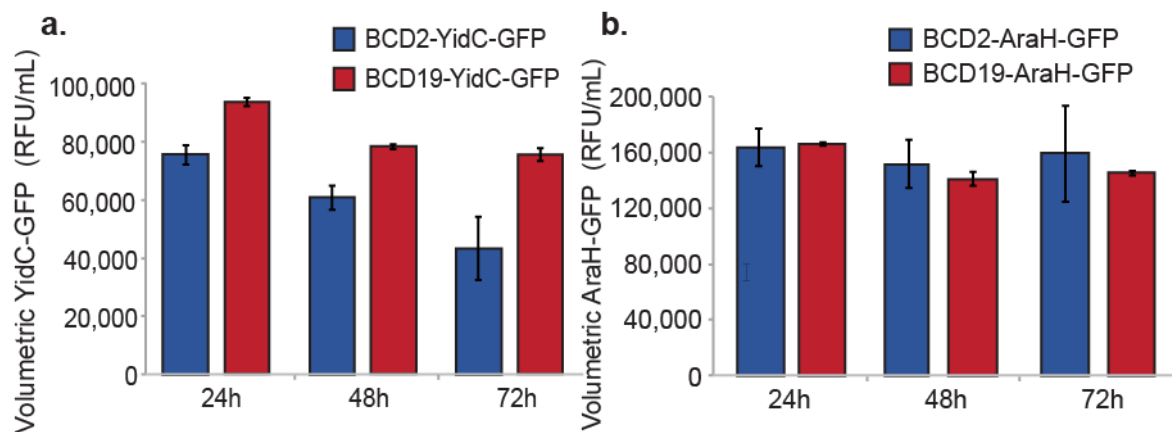 a.
BCD2-YidC-GFP
BCD19-YidC-GFP
Volumetric YidC-GFP (RFU/mL)
100,000
80,000
60,000
40,000
20,000
0
24h 48h 72h
b.
BCD2-AraH-GFP
BCD19-AraH-GFP
Volumetric AraH-GFP (RFU/mL)
200,000
160,000
120,000
80,000
40,000
0
24h 48h 72h